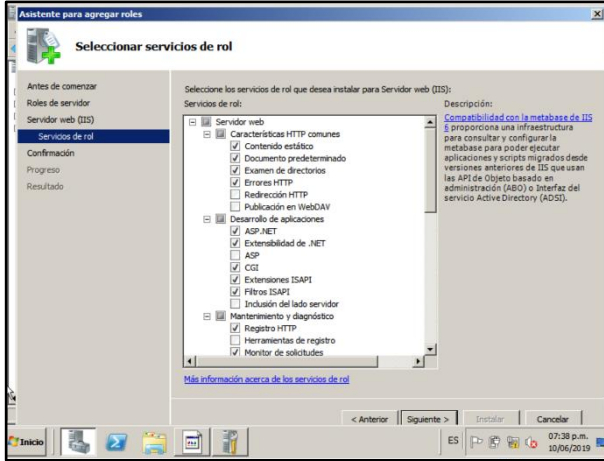 Asistente para agregar roles
Seleccionar servicios de rol
Antes de comenzar
Roles de servidor
Servidor web (IIS)
Servicios de rol
Confirmación
Progreso
Resultado
Seleccione los servicios de rol que desea instalar para Servidor web (IIS):
Servicios de rol:
Servidor web
Características HTTP comunes
Contenido estático
Documento predeterminado
Examen de directorios
Errores HTTP
Redirección HTTP
Publicación en WebDAV
Desarrollo de aplicaciones
ASP.NET
Extensibilidad de .NET
ASP
CGI
Extensiones ISAPI
Filtros ISAPI
Inclusión del lado servidor
Mantenimiento y diagnóstico
Registro HTTP
Herramientas de registro
Monitor de solicitudes
Más información acerca de los servicios de rol
Descripción:
Compatibilidad con la metabase de IIS
6 proporciona una infraestructura
para consultar y configurar la
metabase para poder ejecutar
aplicaciones y scripts migrados desde
versiones anteriores de IIS que usan
las API de Objeto basado en
administración (ABO) o Interfaz del
servicio Active Directory (ADSI).
< Anterior
Siguiente >
Instalar
Cancelar
Inicio
ES
07:38 p.m.
10/06/2019